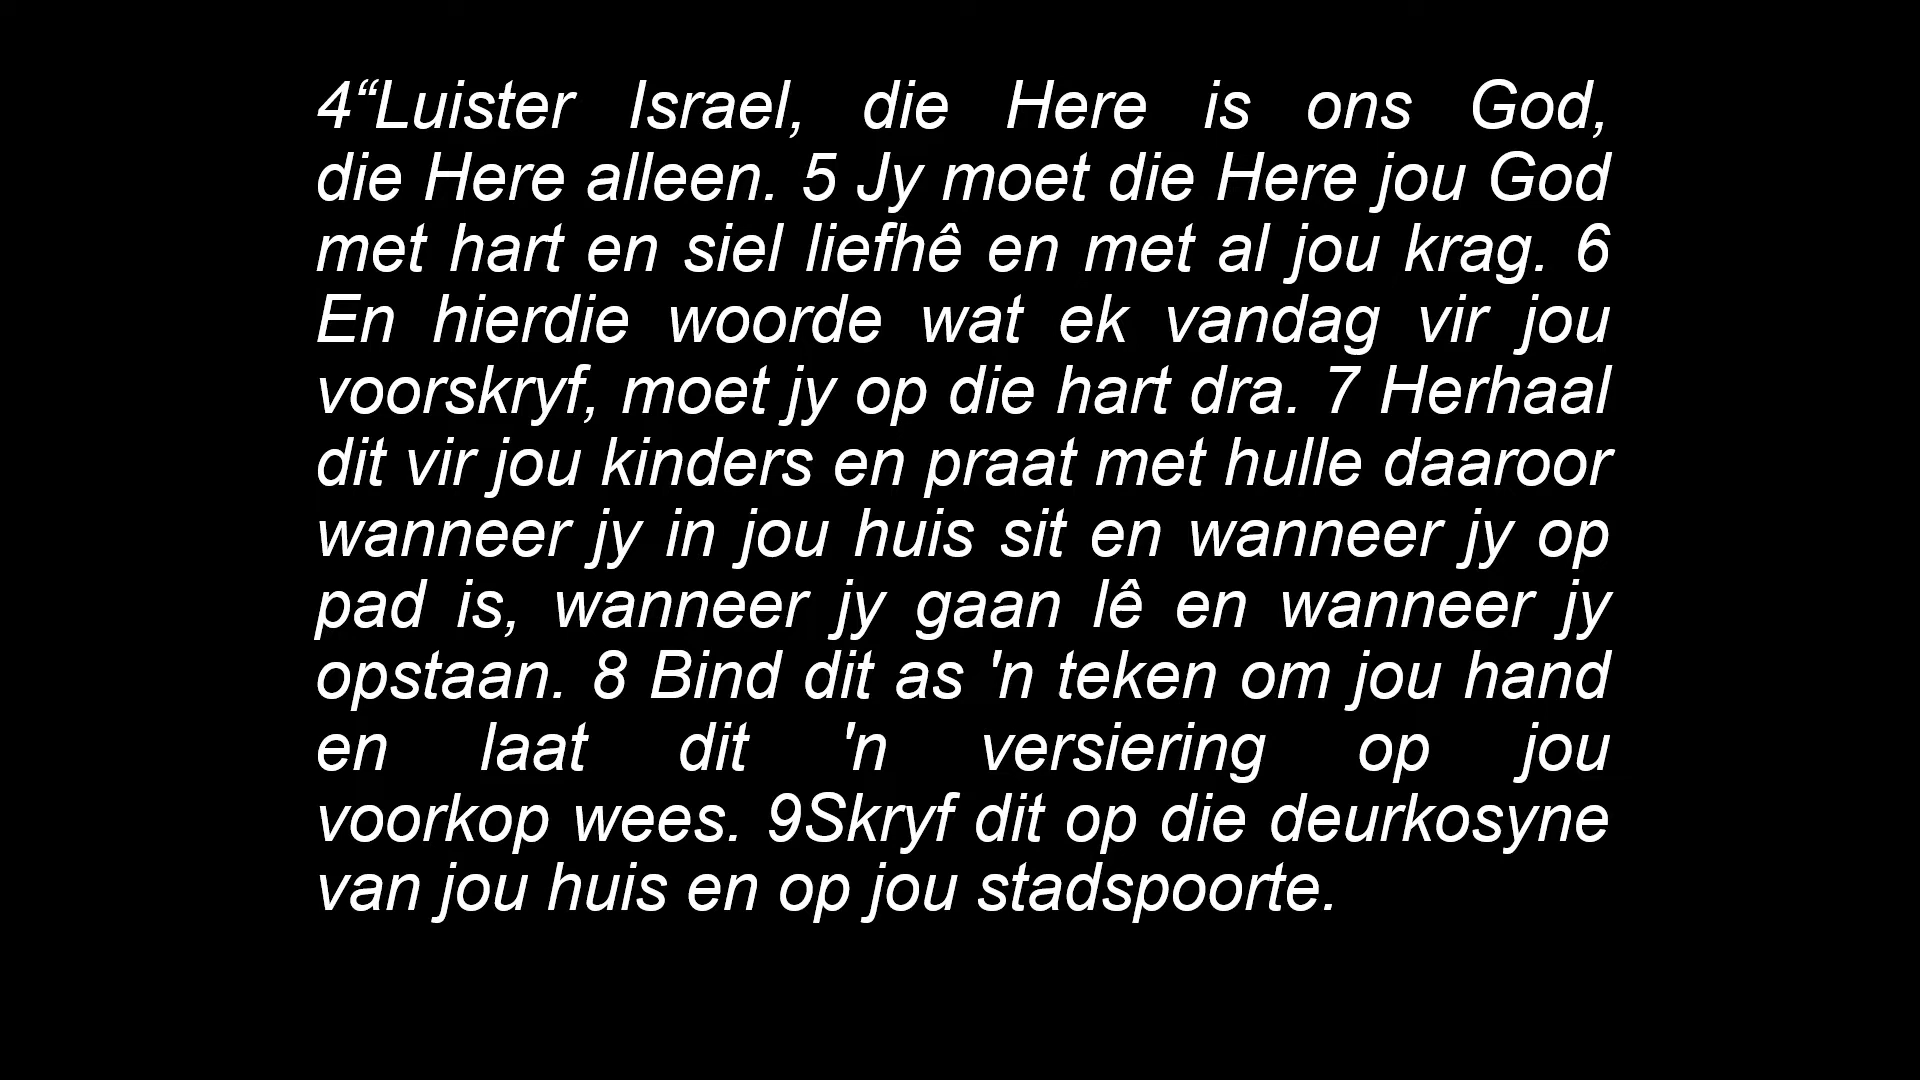 4“Luister Israel, die Here is ons God,
die Here alleen. 5 Jy moet die Here jou God
met hart en siel liefhê en met al jou krag. 6
En hierdie woorde wat ek vandag vir jou
voorskryf, moet jy op die hart dra. 7 Herhaal
dit vir jou kinders en praat met hulle daaroor
wanneer jy in jou huis sit en wanneer jy op
pad is, wanneer jy gaan lê en wanneer jy
opstaan. 8 Bind dit as 'n teken om jou hand
en laat dit 'n versiering op jou
voorkop wees. 9Skryf dit op die deurkosyne
van jou huis en op jou stadspoorte.